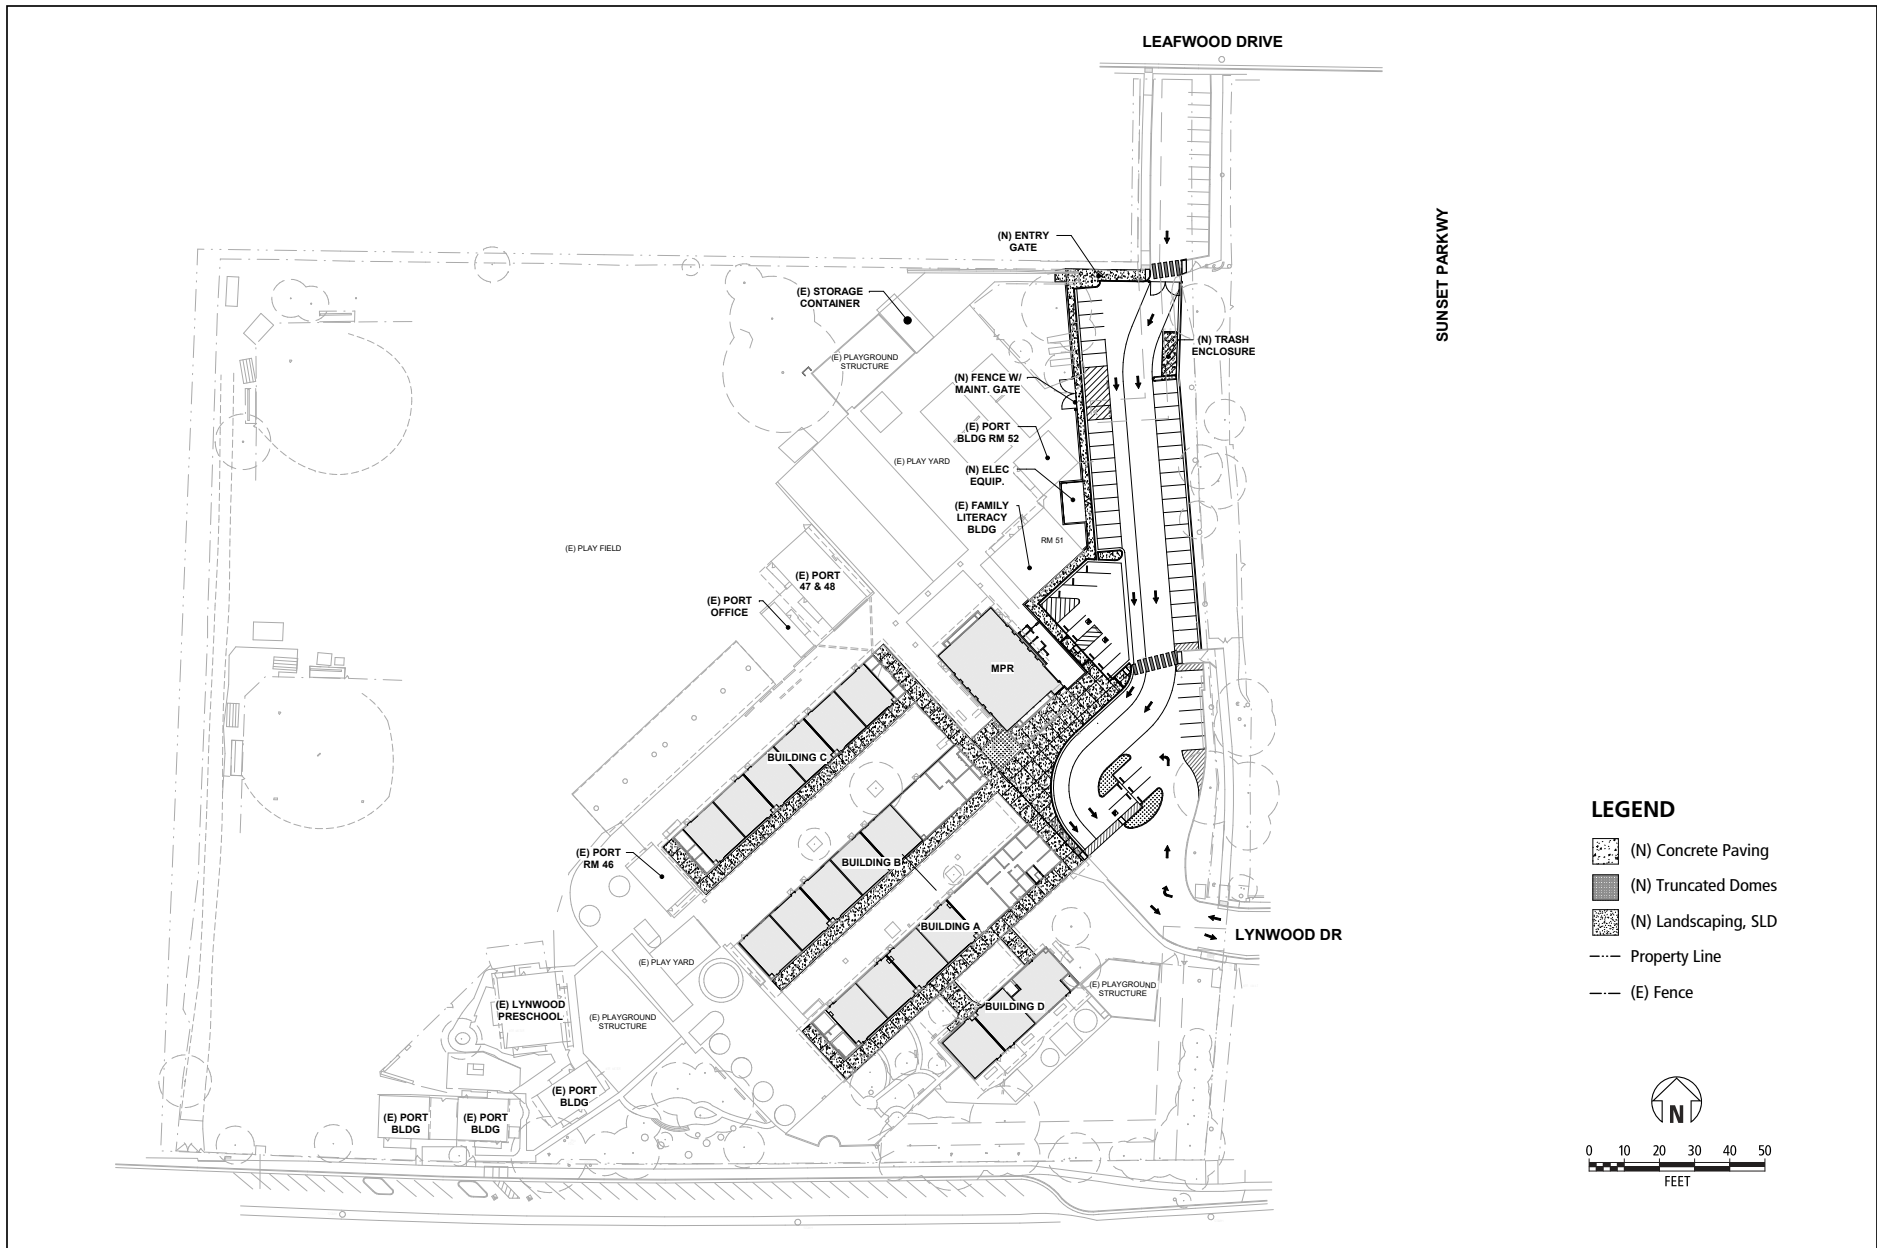 LEAFWOOD DRIVE
SUNSET PARKWY
(N) ENTRY
GATE
(E) STORAGE
CONTAINER
(N) TRASH
ENCLOSURE
(E) PLAYGROUND
STRUCTURE
(N) FENCE W/
MAINT. GATE
(E) PORT
BLDG RM 52
(E) PLAY YARD
(N) ELEC
EQUIP.
(E) FAMILY
LITERACY
BLDG
RM 51
(E) PLAY FIELD
(E) PORT
47 & 48
(E) PORT
OFFICE
MPR
BUILDING C
(E) PORT
RM 46
BUILDING B
BUILDING A
LYNWOOD DR
(E) PLAY YARD
(E) PLAYGROUND
STRUCTURE
BUILDING D
(E) LYNWOOD
PRESCHOOL
(E) PLAYGROUND
STRUCTURE
(E) PORT
BLDG
(E) PORT
BLDG
(E) PORT
BLDG
LEGEND
(N) Concrete Paving
(N) Truncated Domes
(N) Landscaping, SLD
Property Line
(E) Fence
N
0 10 20 30 40 50
FEET